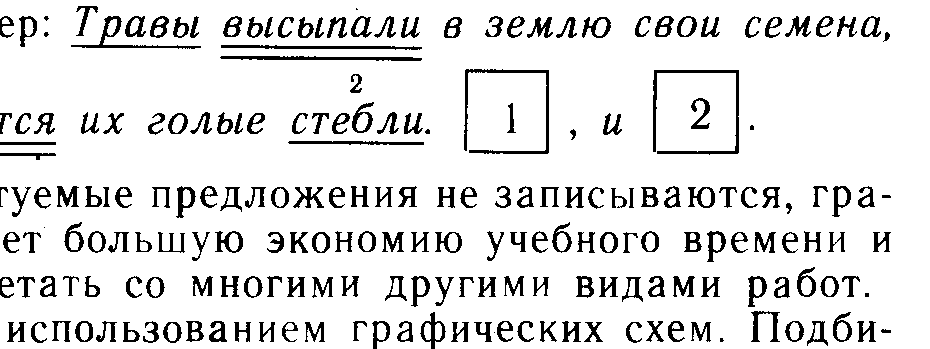 ер: Травы высыпали в землю свои семена,
2
тся их голые стебли. 1 , и 2 .
туемые предложения не записываются, гра-
ет большую экономию учебного времени и
етать со многими другими видами работ.
использованием графических схем. Подби-